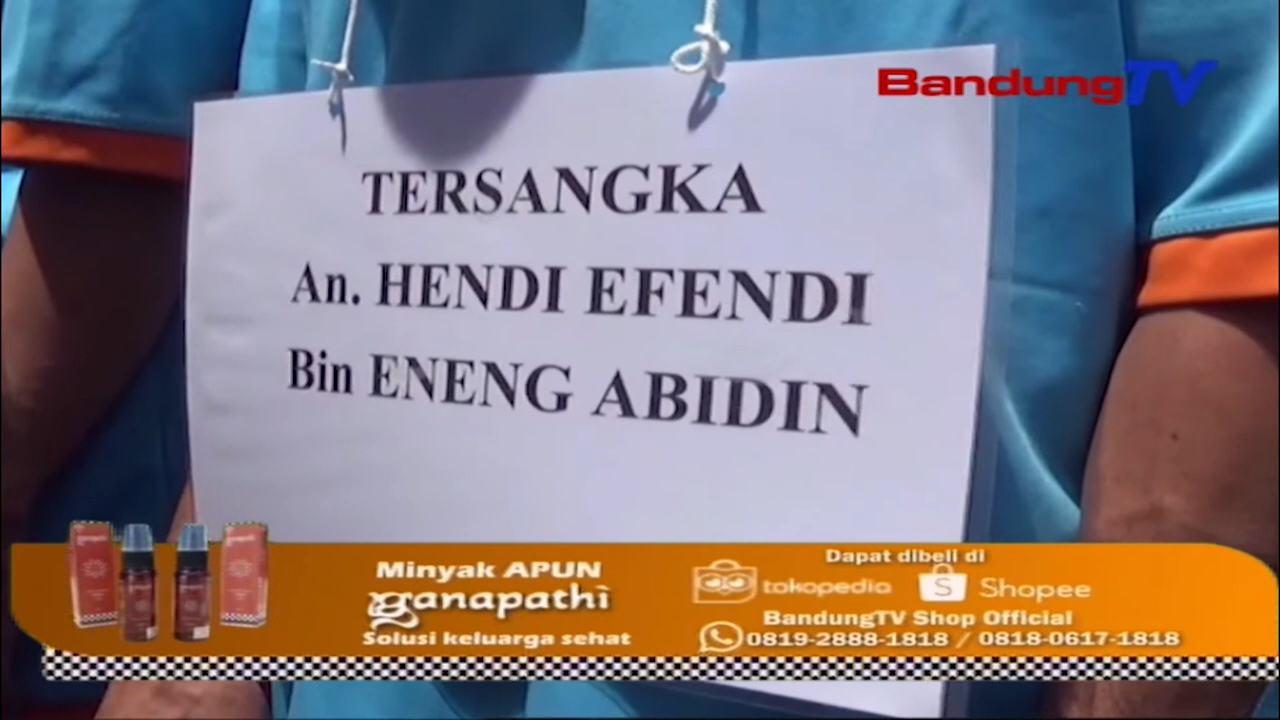 BandungTV
TERSANGKA
An. HENDI EFENDI
Bin ENENG ABIDIN
Minyak APUN
ganapathi
Solusi keluarga sehat
Dapat dibeli di
tokopedia
Shopee
BandungTV Shop Official
0819-2888-1818 / 0818-0617-1818